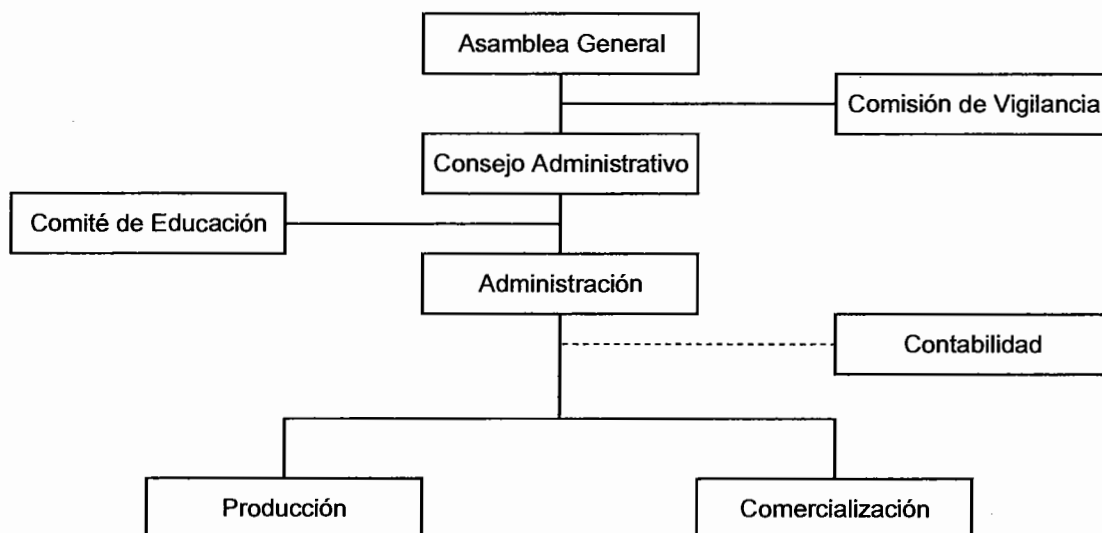 Asamblea General
Comisión de Vigilancia
Consejo Administrativo
Comité de Educación
Administración
Contabilidad
Producción
Comercialización